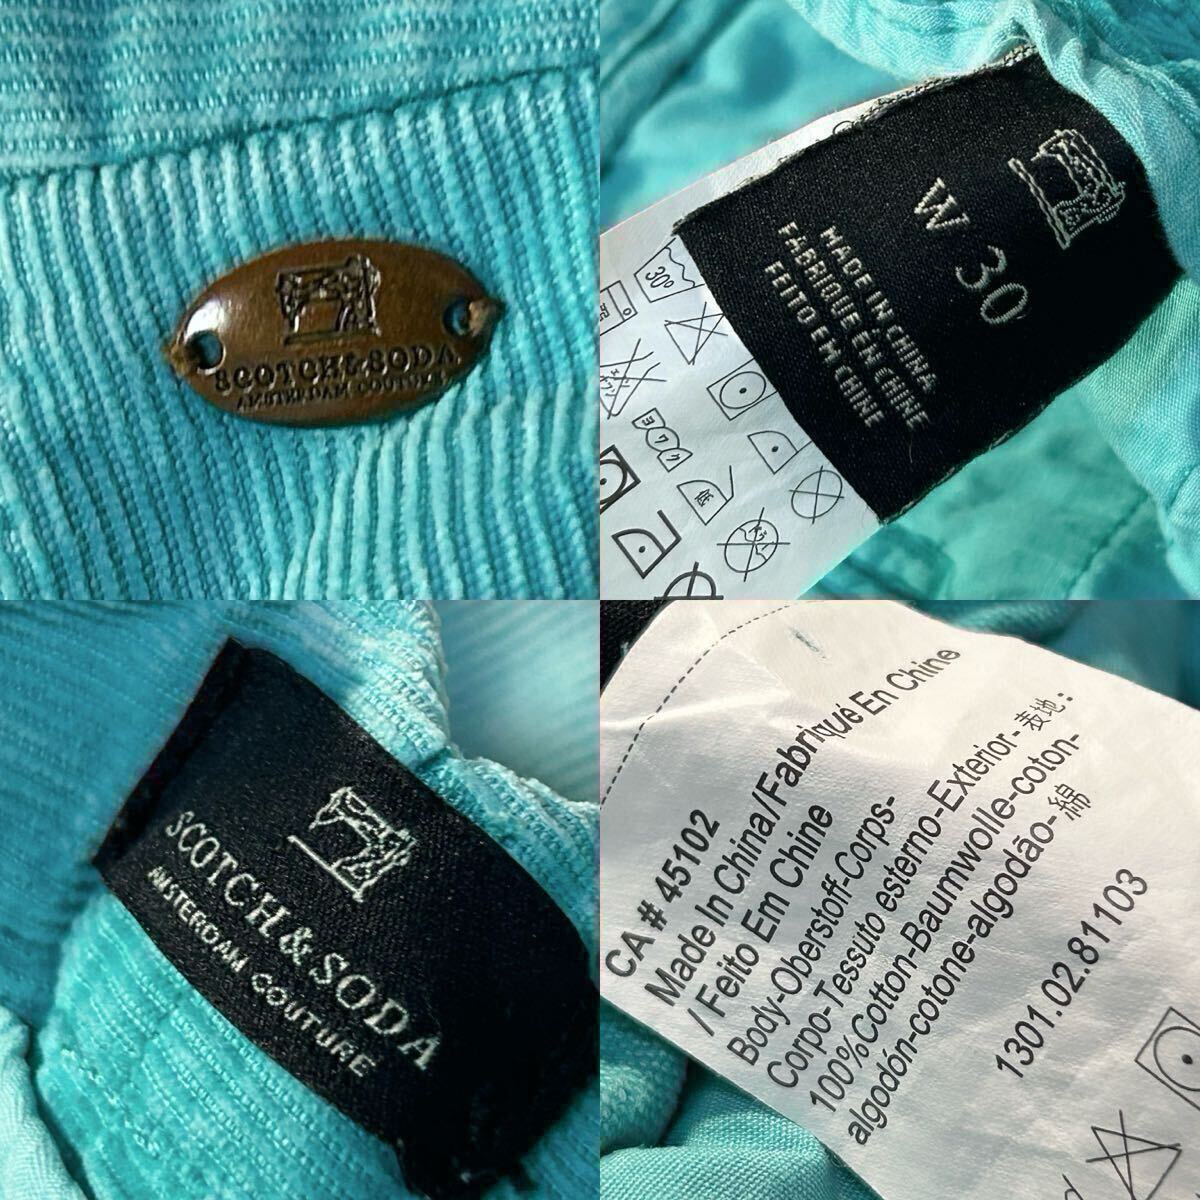 SCOTCH&SODA
AMSTERDAM COUTURE
W 30
MADE IN CHINA
FABRIQUE EN CHINE
FEITO EM CHINE
30°
低
SCOTCH & SODA
AMSTERDAM COUTURE
CA # 45102
Made In China/Fabriqué En Chine
/ Feito Em Chine
Body-Oberstoff-Corps-
Corpo-Tessuto esterno-Exterior-表地:
100%Cotton-Baumwolle-coton-
algodón-cotone-algodão-綿
1301.02.81103